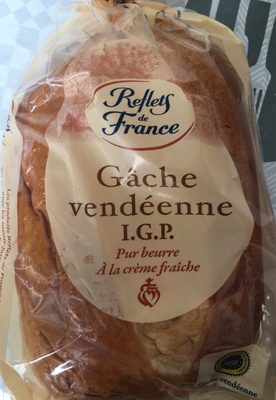 Reflets
de
France
Gâche
vendéenne
I.G.P.
Pur beurre
À la crème fraîche
vendéenne